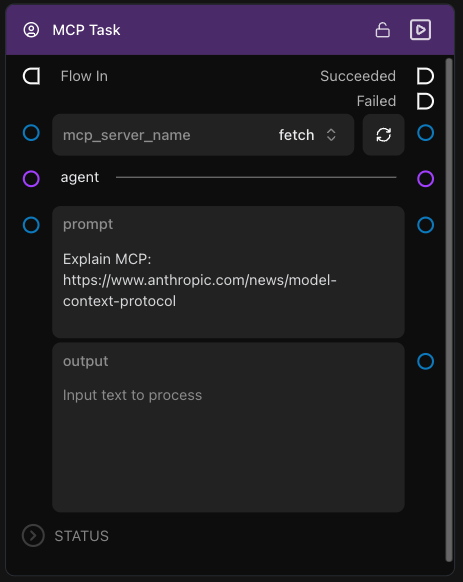 MCP Task
Flow In Succeeded
Failed
mcp_server_name fetch
agent
prompt
Explain MCP:
https://www.anthropic.com/news/model-
context-protocol
output
Input text to process
STATUS